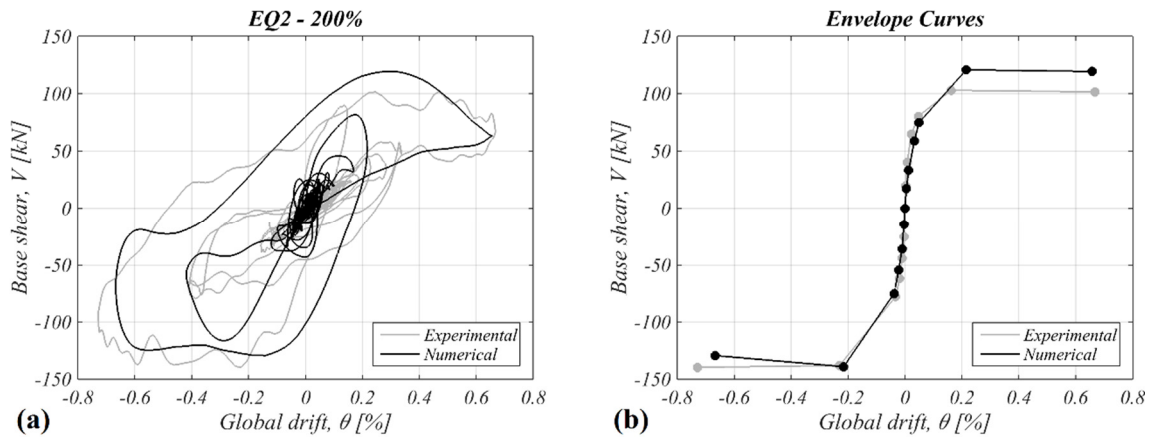 EQ2 - 200%
150
100
50
0
-50
-100
-150
-0.8 -0.6 -0.4 -0.2 0 0.2 0.4 0.6 0.8
Base shear, V [kN]
Global drift, θ [%]
Experimental
Numerical
(a)
Envelope Curves
150
100
50
0
-50
-100
-150
-0.8 -0.6 -0.4 -0.2 0 0.2 0.4 0.6 0.8
Base shear, V [kN]
Global drift, θ [%]
Experimental
Numerical
(b)